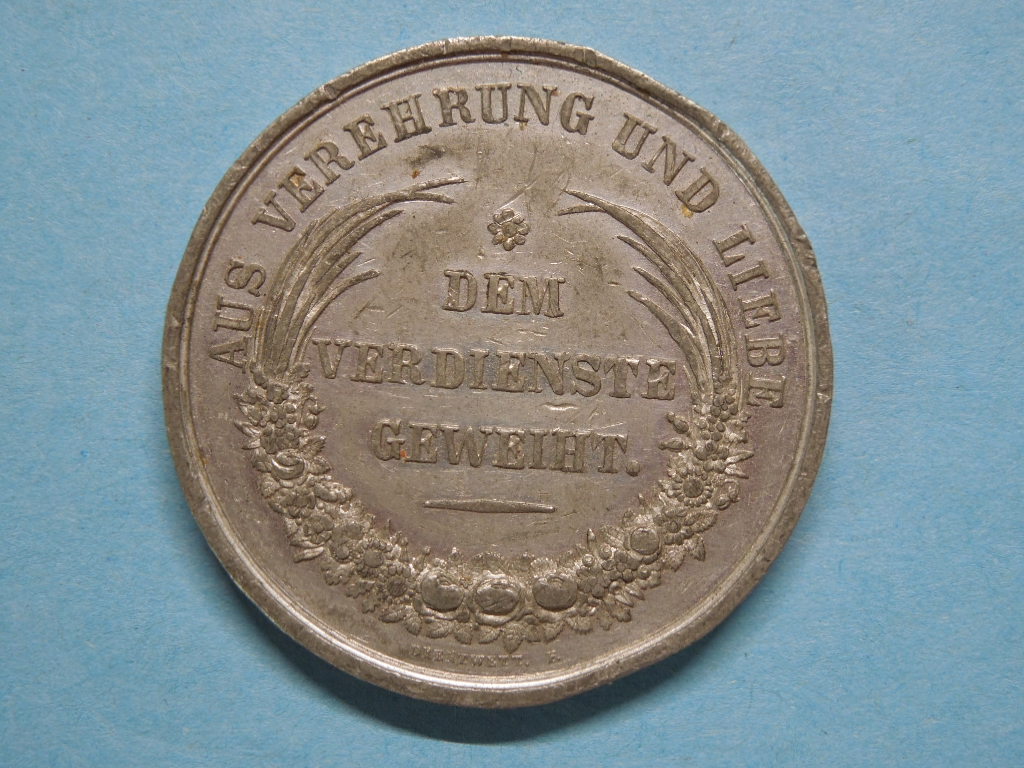 AUS VEREHRUNG UND LIEBE
DEM
VERDIENSTE
GEWEIHT.